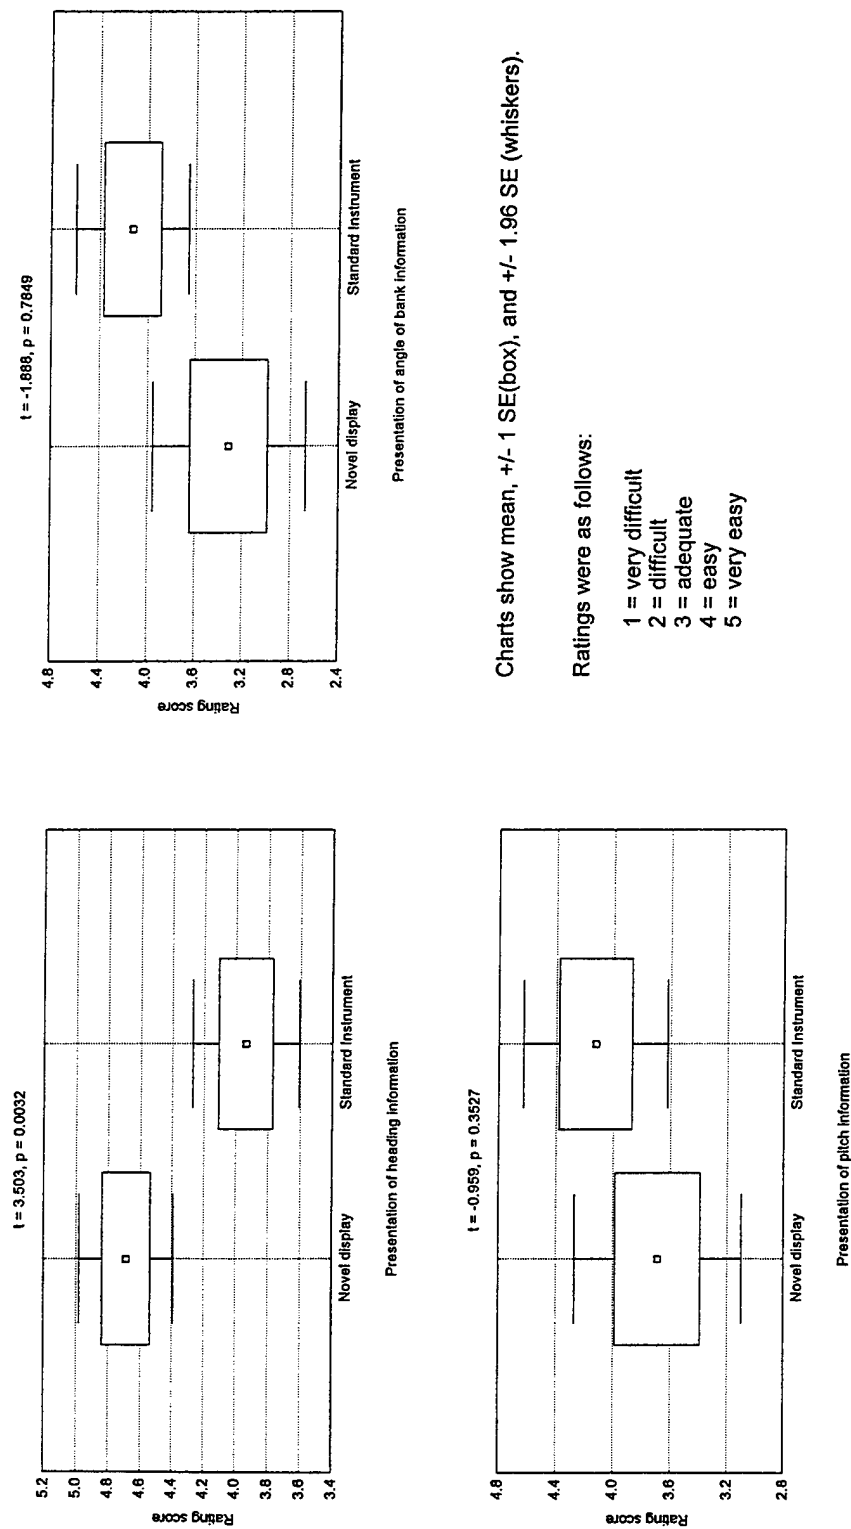 t = 3.503, p = 0.0032
Rating score
5.2
5.0
4.8
4.6
4.4
4.2
4.0
3.8
3.6
3.4
Novel display
Standard Instrument
Presentation of heading information
t = -1.888, p = 0.7849
Rating score
4.8
4.4
4.0
3.6
3.2
2.8
2.4
Novel display
Standard Instrument
Presentation of angle of bank information
t = -0.959, p = 0.3527
Rating score
4.8
4.4
4.0
3.6
3.2
2.8
Novel display
Standard Instrument
Presentation of pitch information
Charts show mean, +/- 1 SE(box), and +/- 1.96 SE (whiskers).
Ratings were as follows:
1 = very difficult
2 = difficult
3 = adequate
4 = easy
5 = very easy